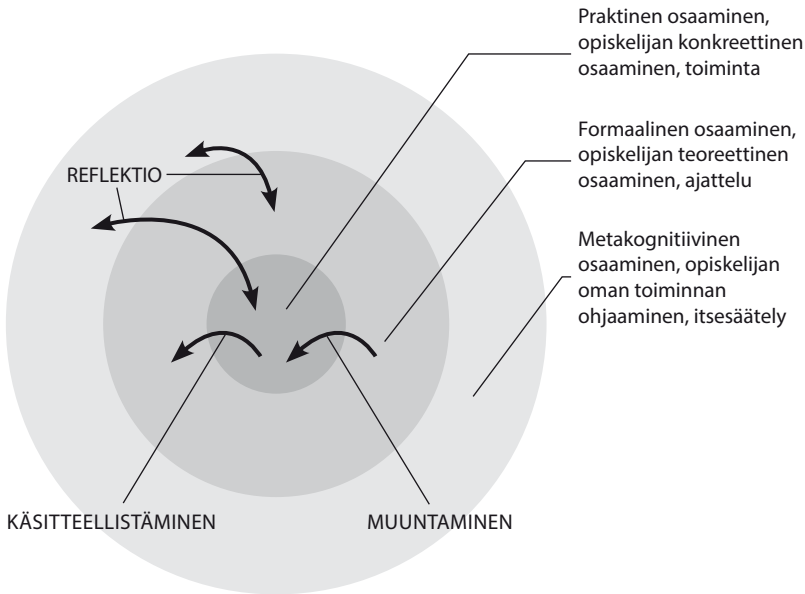 Praktinen osaaminen,
opiskelijan konkreettinen
osaaminen, toiminta
Formaalinen osaaminen,
opiskelijan teoreettinen
osaaminen, ajattelu
REFLEKTIO
Metakognitiivinen
osaaminen, opiskelijan
oman toiminnan
ohjaaminen, itsesäätely
KÄSITTEELLISTÄMINEN
MUUNTAMINEN